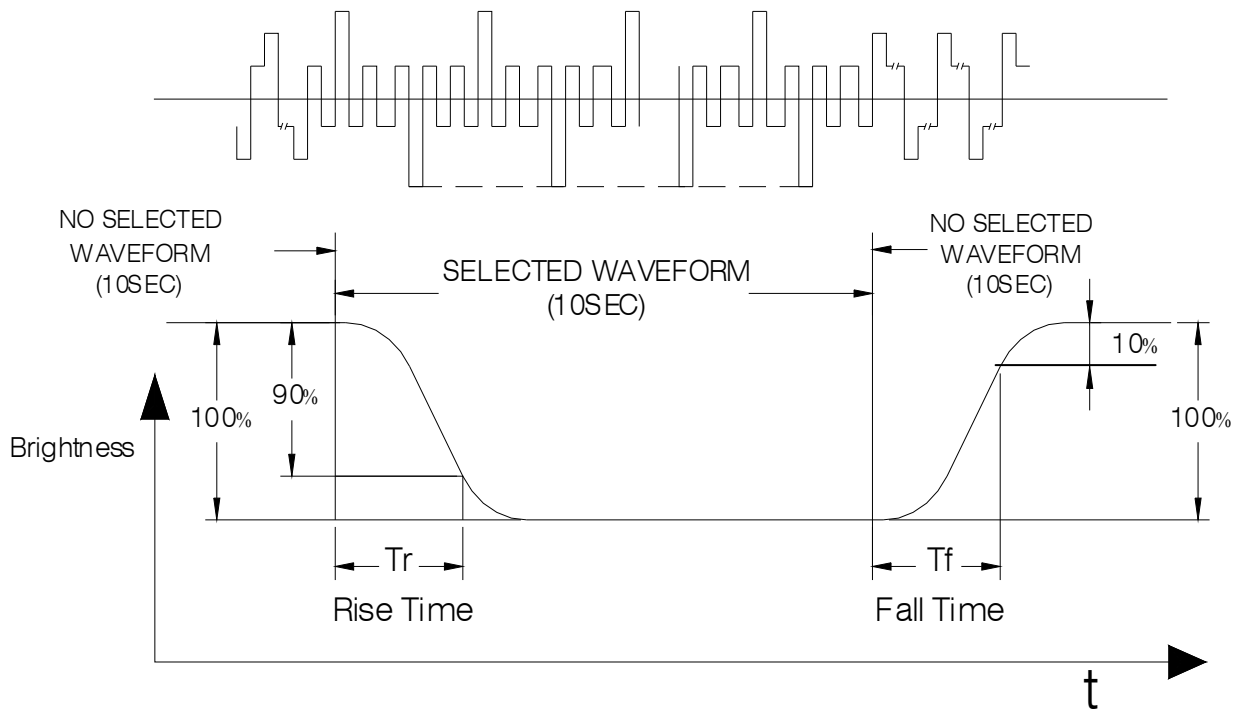 NO SELECTED
WAVEFORM
(10SEC)
SELECTED WAVEFORM
(10SEC)
NO SELECTED
WAVEFORM
(10SEC)
100%
90%
10%
100%
Brightness
Tr
Tf
Rise Time
Fall Time
t